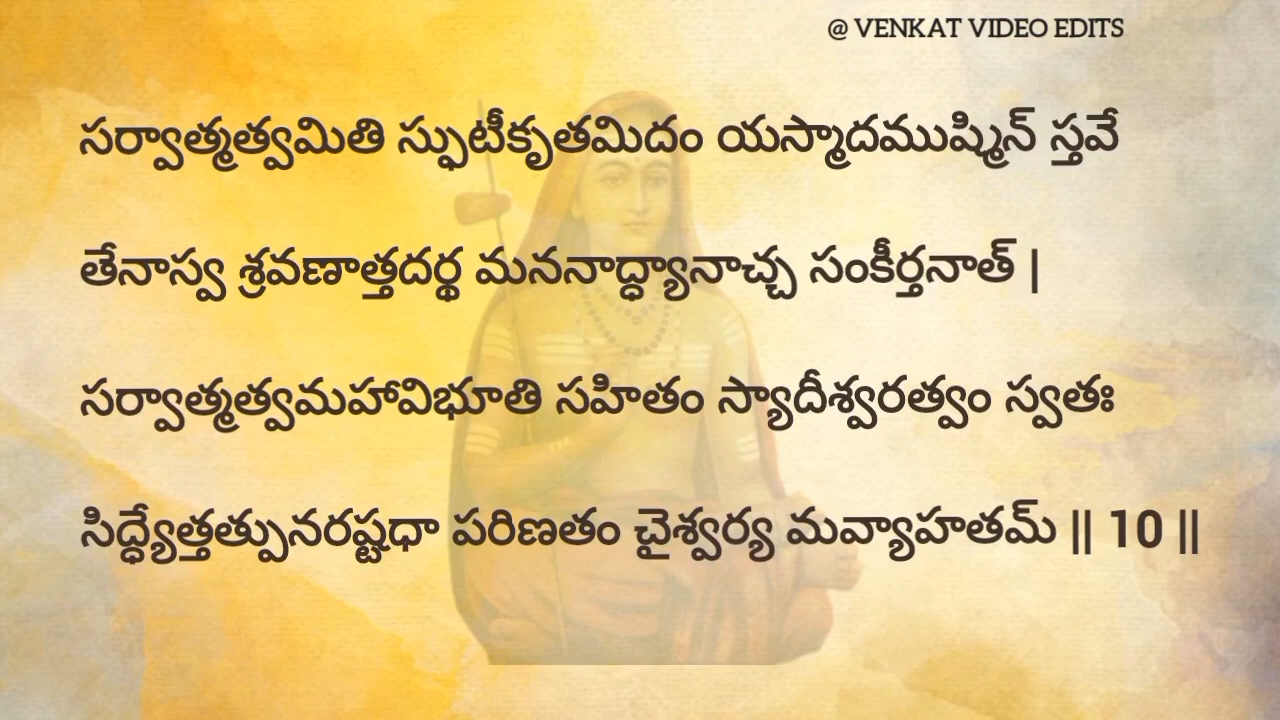 @ VENKAT VIDEO EDITS
సర్వాత్మత్వమితి స్ఫుటీకృతమిదం యస్మాదముష్మిన్ స్తవే
తేనాస్వ శ్రవణాత్తదర్థ మననాద్ధ్యానాచ్చ సంకీర్తనాత్ |
సర్వాత్మత్వమహావిభూతి సహితం స్యాదీశ్వరత్వం స్వతః
సిద్ధ్యేత్తత్పునరష్టధా పరిణతం చైశ్వర్య మవ్యాహతమ్ || 10 ||